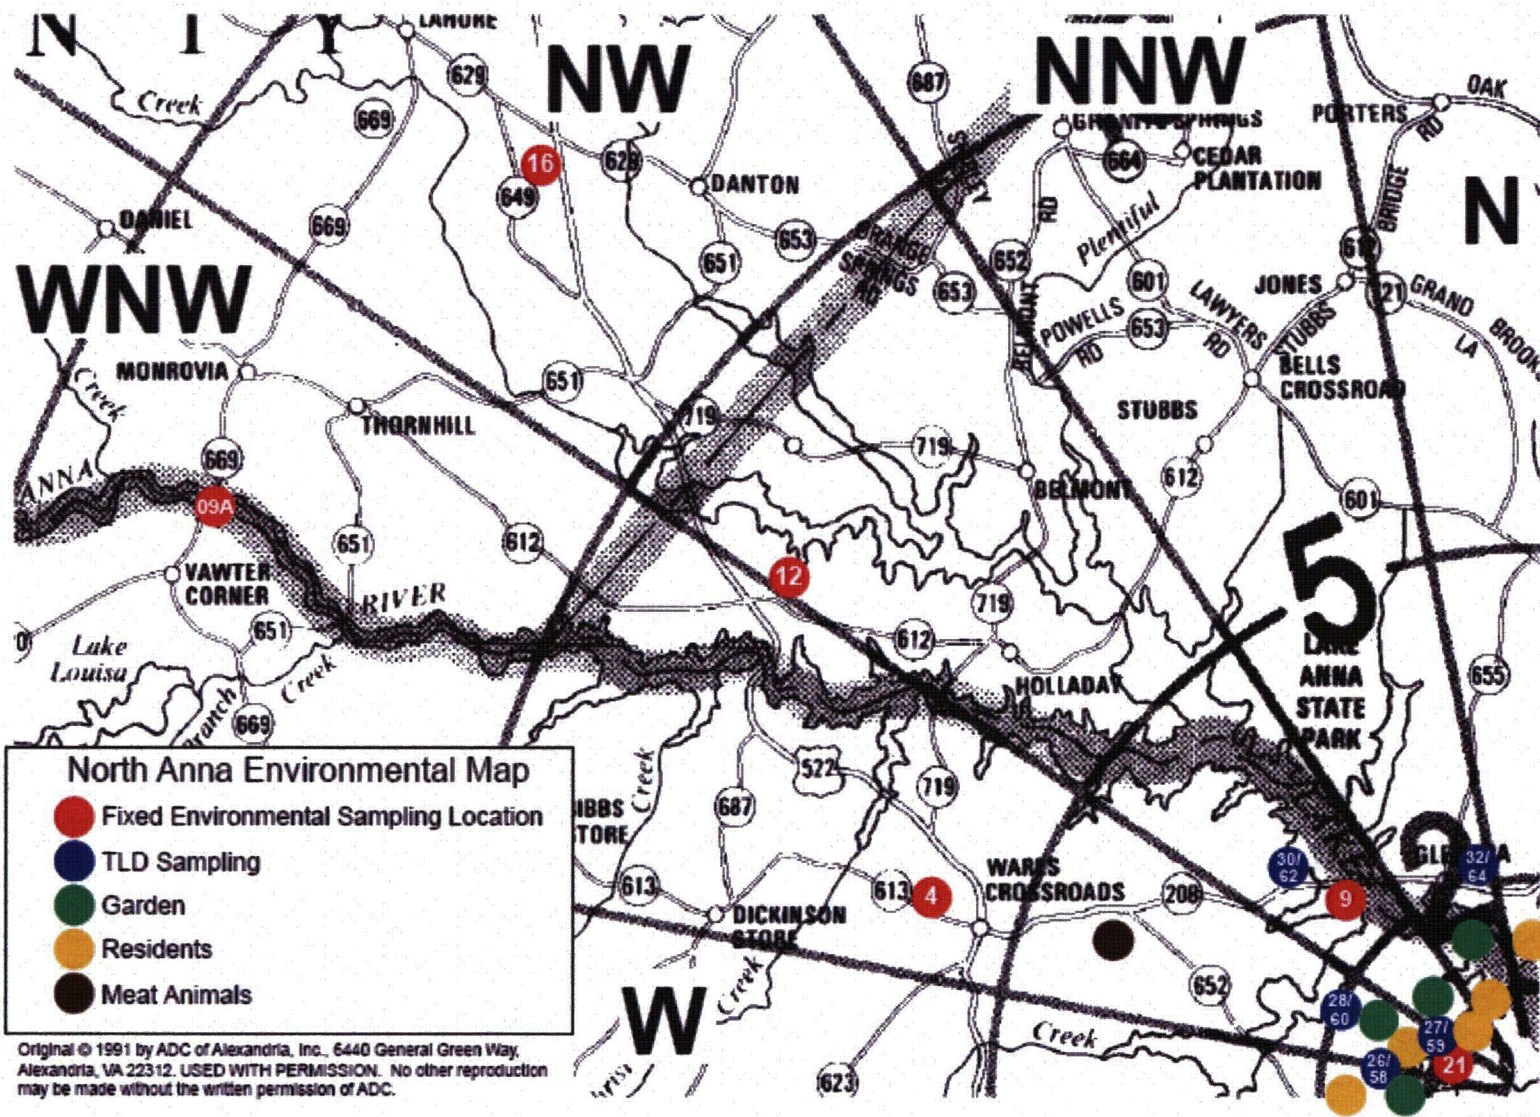 N T Y
LAHORE
NW
NNW
629
687
OAK
PORTERS
RD
Creek
669
16
628
GRANITE SPRINGS
664
CEDAR
PLANTATION
BRIDGE
N
649
DANTON
RD
Plentiful
DANIEL
669
653
651
ORANGE
SPRINGS
RD
653
652
601
618
JONES
621
GRAND
BROOKS
LA
WNW
BELMONT
POWELLS
RD
653
LAWYERS
RD
STUBBS
BELLS
CROSSROAD
MONROVIA
651
Creek
THORNHILL
719
719
STUBBS
669
612
BELMONT
601
ANNA
09A
651
612
5
VAWTER
CORNER
RIVER
12
719
651
612
Lake
Louisa
Creek
HOLLADAY
LAKE
ANNA
STATE
PARK
655
Branch
669
North Anna Environmental Map
Fixed Environmental Sampling Location
TLD Sampling
Garden
Residents
Meat Animals
Creek
522
719
687
2
30/
62
32/
64
613
613
4
WARES
CROSSROADS
208
9
DICKINSON
STORE
652
W
Creek
Creek
28/
60
27/
59
26/
58
21
623
Original © 1991 by ADC of Alexandria, Inc., 6440 General Green Way,
Alexandria, VA 22312. USED WITH PERMISSION. No other reproduction
may be made without the written permission of ADC.